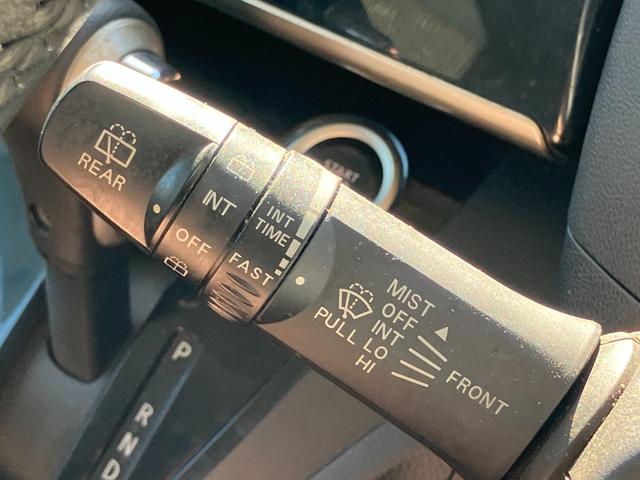 REAR
INT
OFF
INT
TIME
FAST
START
MIST
OFF
INT
PULL LO
HI
FRONT
P
R
N
D